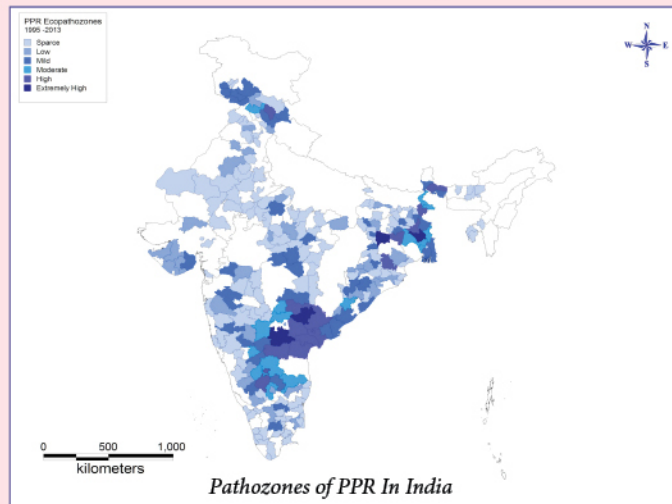 PPR Ecopathozones
1995 -2013
Sparce
Low
Mild
Moderate
High
Extremely High
N
W E
S
0 500 1,000
kilometers
Pathozones of PPR In India